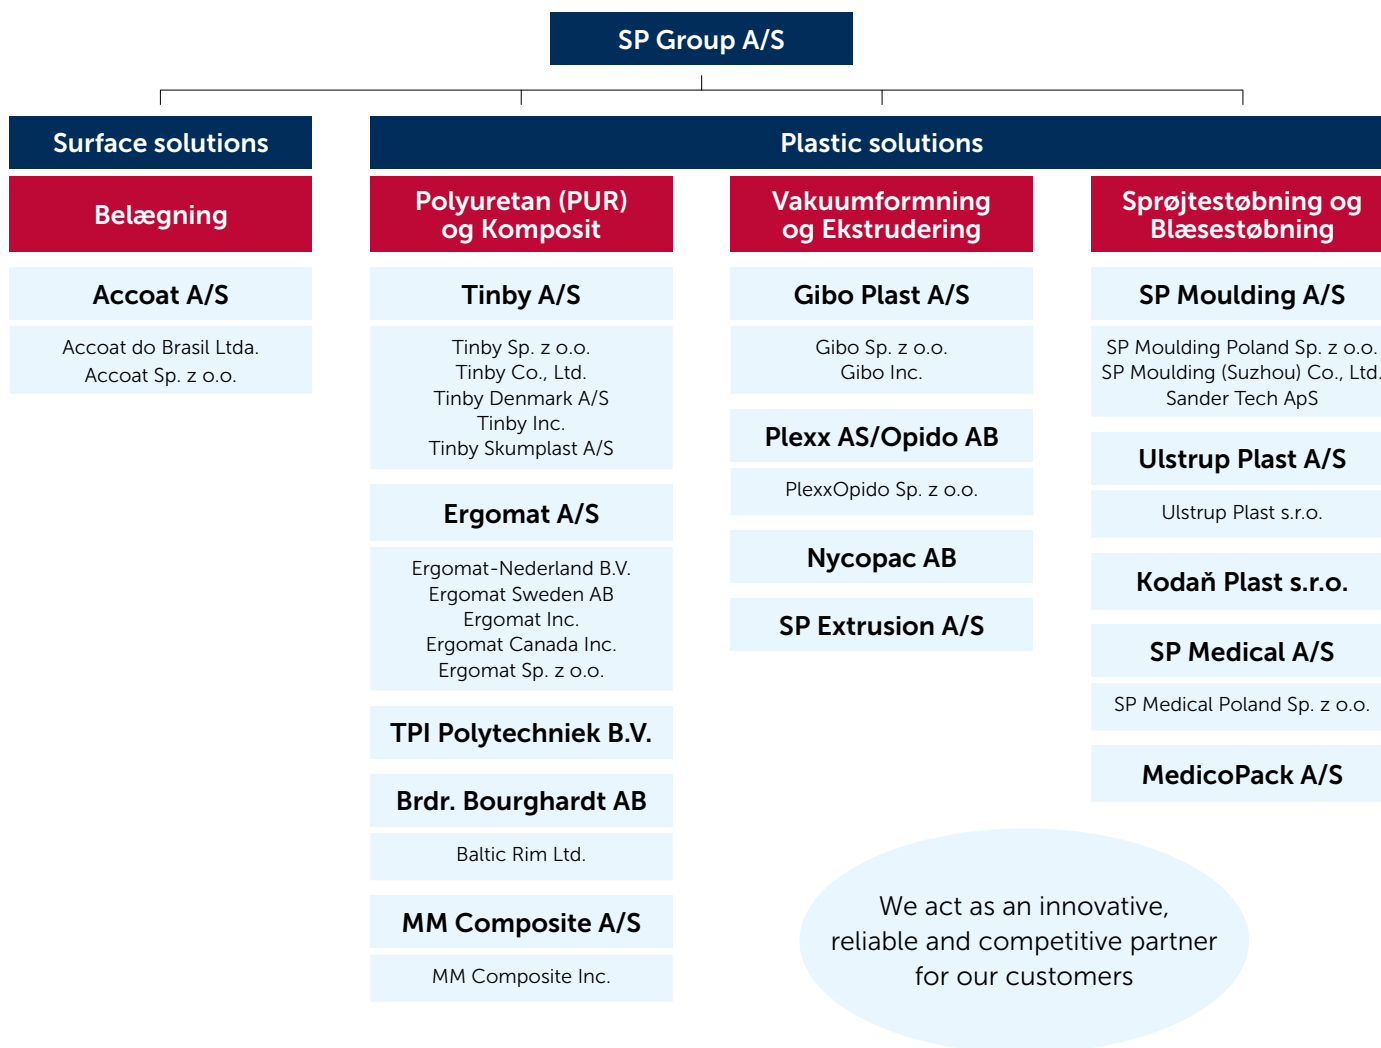 SP Group A/S
Surface solutions
Plastic solutions
Belægning
Accoat A/S
Accoat do Brasil Ltda.
Accoat Sp. z o.o.
Polyuretan (PUR)
og Komposit
Tinby A/S
Tinby Sp. z o.o.
Tinby Co., Ltd.
Tinby Denmark A/S
Tinby Inc.
Tinby Skumplast A/S
Ergomat A/S
Ergomat-Nederland B.V.
Ergomat Sweden AB
Ergomat Inc.
Ergomat Canada Inc.
Ergomat Sp. z o.o.
TPI Polytechniek B.V.
Brdr. Bourghardt AB
Baltic Rim Ltd.
MM Composite A/S
MM Composite Inc.
Vakuumformning
og Ekstrudering
Gibo Plast A/S
Gibo Sp. z o.o.
Gibo Inc.
Plexx AS/Opido AB
PlexxOpido Sp. z o.o.
Nycopac AB
SP Extrusion A/S
Sprøjtestøbning og
Blæsestøbning
SP Moulding A/S
SP Moulding Poland Sp. z o.o.
SP Moulding (Suzhou) Co., Ltd.
Sander Tech ApS
Ulstrup Plast A/S
Ulstrup Plast s.r.o.
Kodaň Plast s.r.o.
SP Medical A/S
SP Medical Poland Sp. z o.o.
MedicoPack A/S
We act as an innovative,
reliable and competitive partner
for our customers